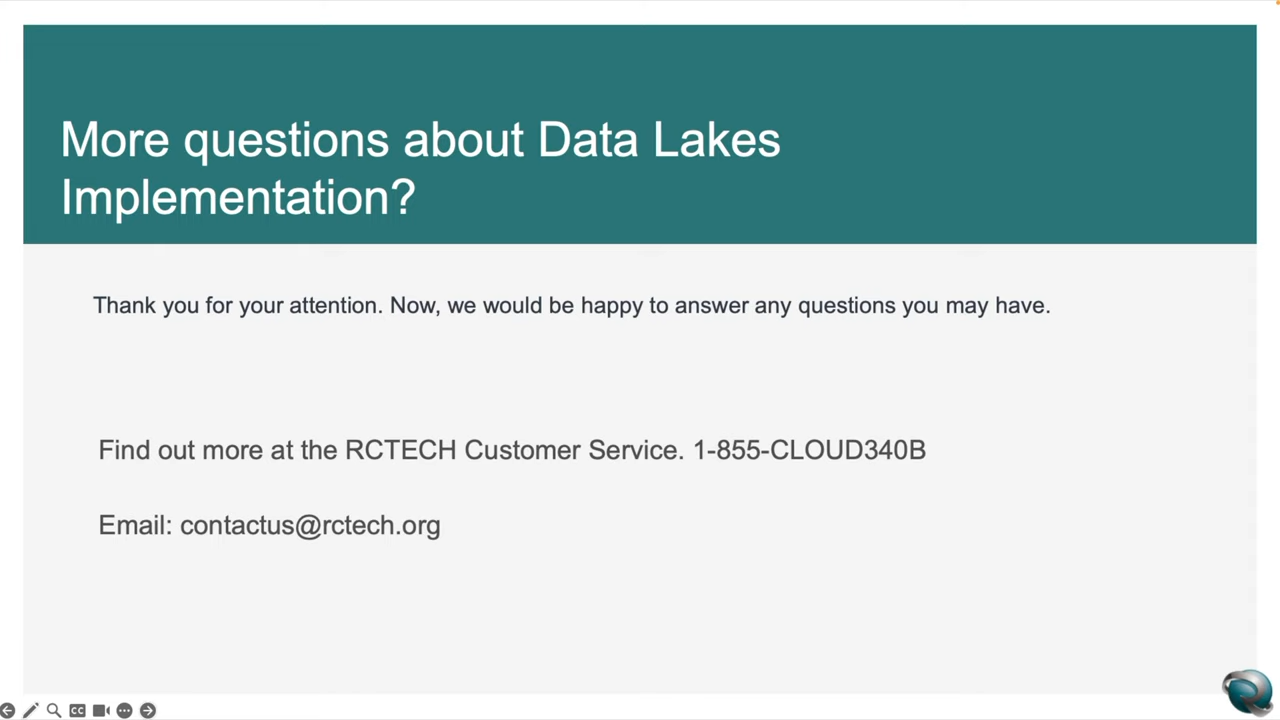 More questions about Data Lakes
Implementation?
Thank you for your attention. Now, we would be happy to answer any questions you may have.
Find out more at the RCTECH Customer Service. 1-855-CLOUD340B
Email: contactus@rctech.org
CC